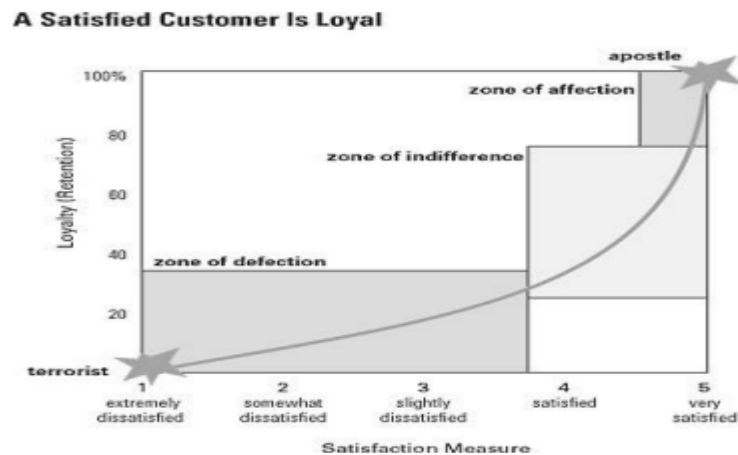 A Satisfied Customer Is Loyal
apostle
100%
zone of affection
80
zone of indifference
60
Loyalty (Retention)
40
zone of defection
20
terrorist
1
2
3
4
5
extremely
dissatisfied
somewhat
dissatisfied
slightly
dissatisfied
satisfied
very
satisfied
Satisfaction Measure